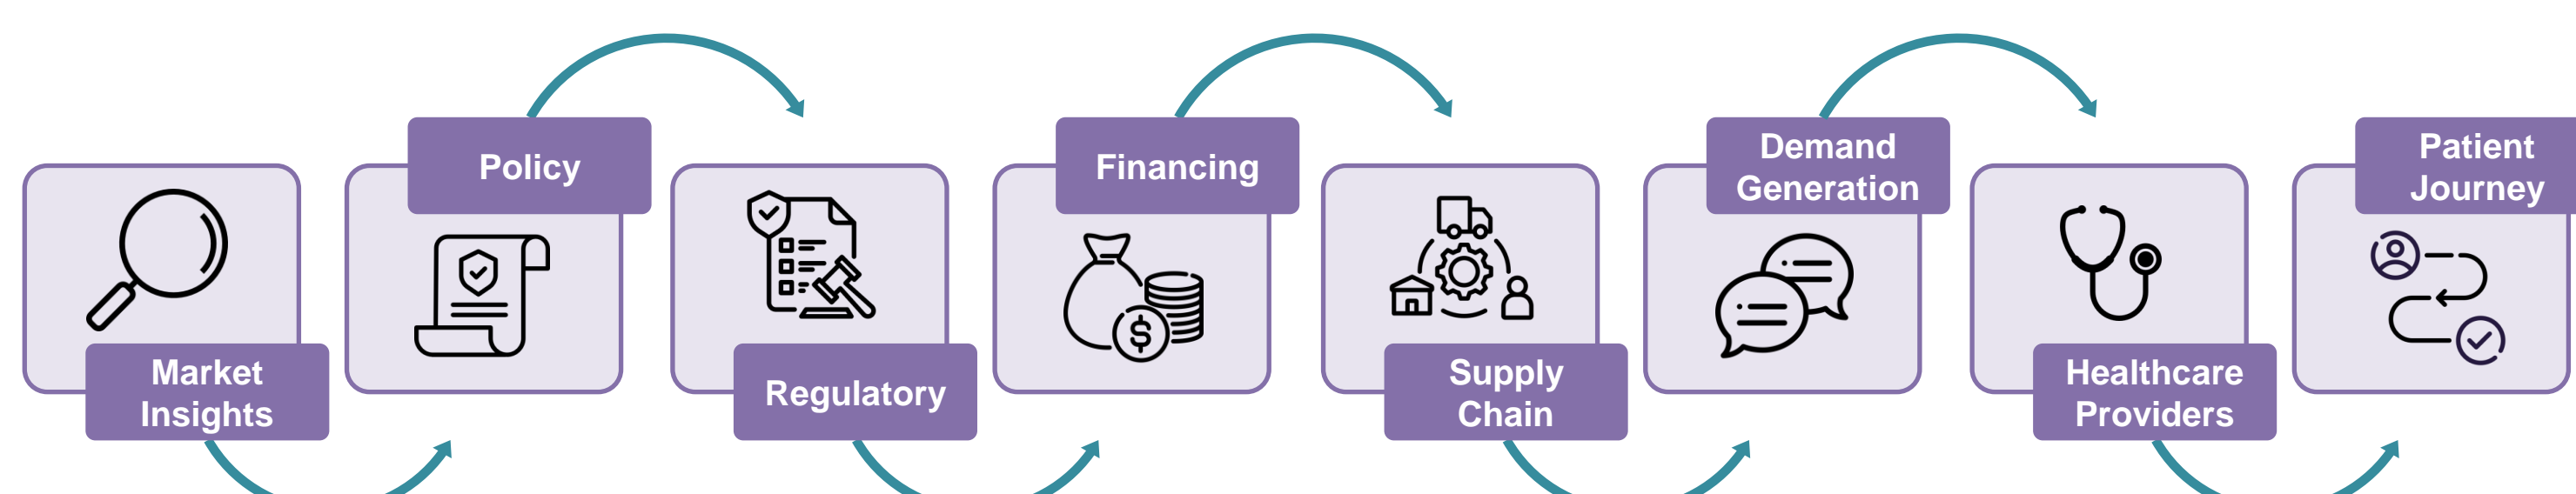 Market
Insights
Policy
Regulatory
Financing
Supply
Chain
Demand
Generation
Healthcare
Providers
Patient
Journey
$